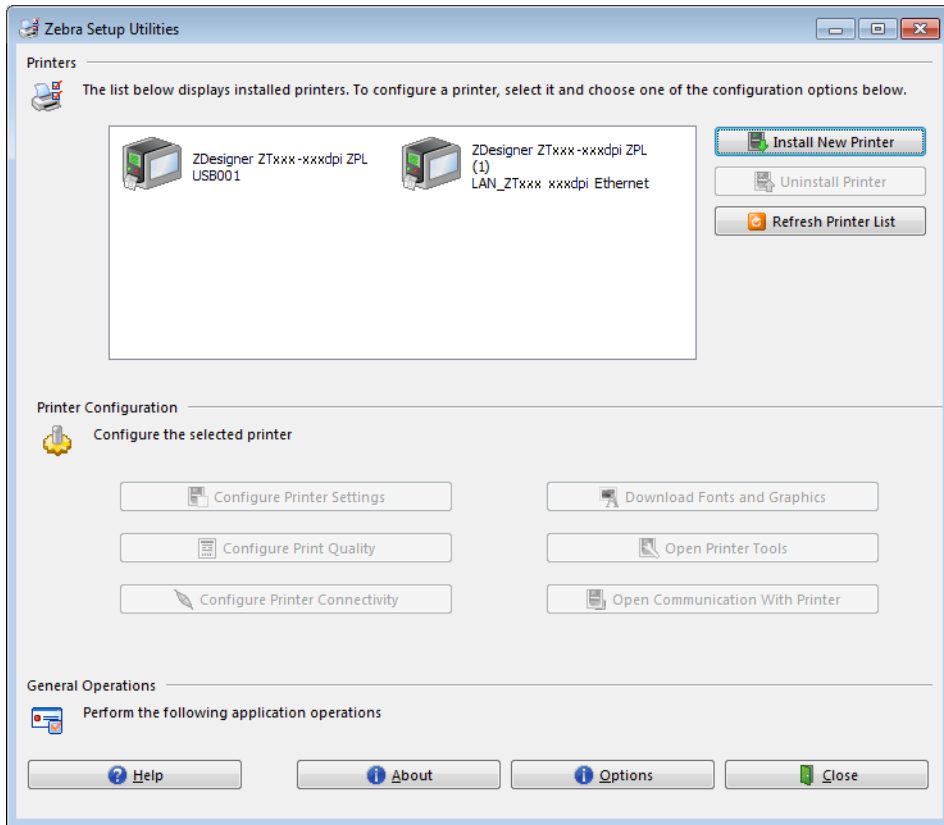 Zebra Setup Utilities
Printers
The list below displays installed printers. To configure a printer, select it and choose one of the configuration options below.
ZDesigner ZTxxx-xxxdpi ZPL
USB001
ZDesigner ZTxxx-xxxdpi ZPL
(1)
LAN_ZTxxx xxxdpi Ethernet
Install New Printer
Uninstall Printer
Refresh Printer List
Printer Configuration
Configure the selected printer
Configure Printer Settings
Download Fonts and Graphics
Configure Print Quality
Open Printer Tools
Configure Printer Connectivity
Open Communication With Printer
General Operations
Perform the following application operations
Help
About
Options
Close